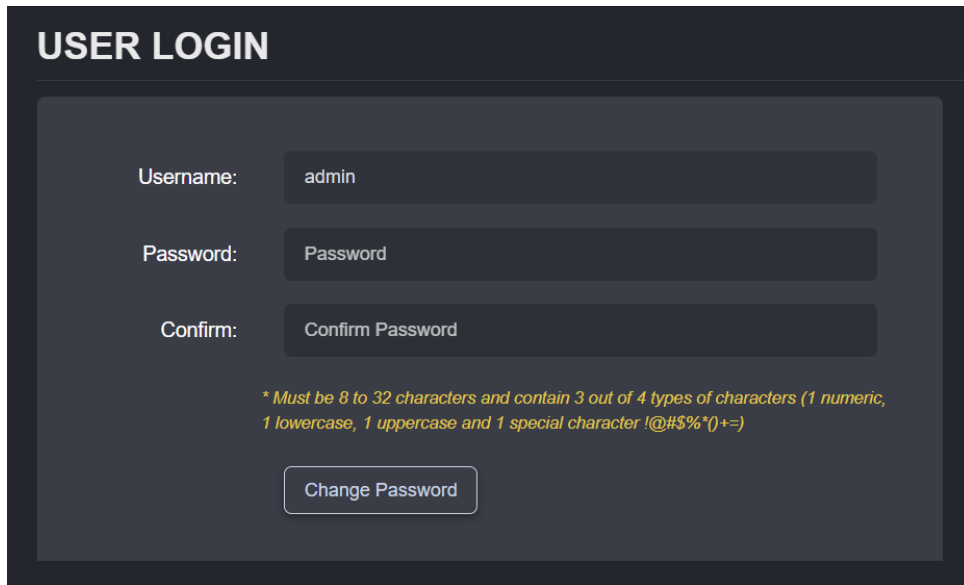 USER LOGIN
Username: admin
Password: Password
Confirm: Confirm Password
* Must be 8 to 32 characters and contain 3 out of 4 types of characters (1 numeric,
1 lowercase, 1 uppercase and 1 special character !@#$%*()+=)
Change Password